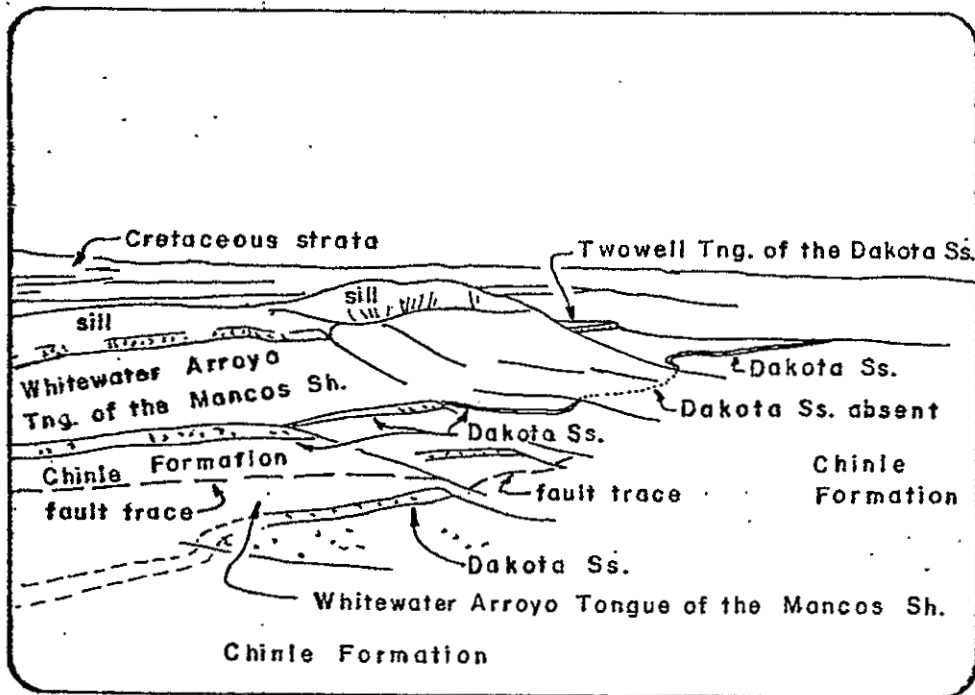 Cretaceous strata
Twowell Tng. of the Dakota Ss.
sill
sill
Whitewater Arroyo
Tng. of the Mancos Sh.
Dakota Ss.
Dakota Ss. absent
Dakota Ss.
Chinle Formation
Chinle
Formation
fault trace
fault trace
Dakota Ss.
Whitewater Arroyo Tongue of the Mancos Sh.
Chinle Formation